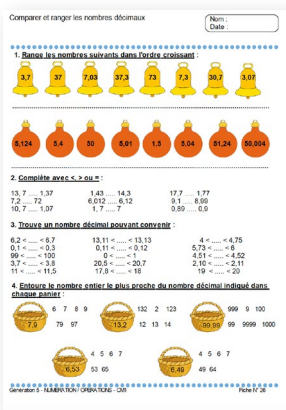 Comparer et ranger les nombres décimaux
Nom :
Date :
1. Range les nombres suivants dans l'ordre croissant :
3,7 37 7,03 37,3 73 7,3 30,7 3,07
5,124 5,4 50 5,01 1,5 5,04 51,24 50,004
2. Complète avec <, > ou = :
13, 7 ..... 1,37 1,43 ..... 14,3 17,7 ..... 1,77
7,2 ..... 72 6,012 ..... 6,12 9,1 ..... 8,99
10, 7 ..... 1,07 1, 7 ..... 7 0,89 ..... 0,9
3. Trouve un nombre décimal pouvant convenir :
6,2 < ..... < 6,7 13,11 < ..... < 13,13 4 < ..... < 4,75
0,1 < ..... < 0,3 0,11 < ..... < 0,12 5,73 < ..... < 6
99 < ..... < 100 0 < ..... < 1 4,51 < ..... < 4,52
3,7 < ..... < 3,8 20,5 < ..... < 20,7 2,10 < ..... < 2,11
11 < ..... < 11,5 17,8 < ..... < 18 19 < ..... < 20
4. Entoure le nombre entier le plus proche du nombre décimal indiqué dans
chaque panier :
6 7 8 9 132 2 123 999 9 100
7,9 79 97 13,2 12 13 14 99,99 99 9999 1000
4 5 6 7 4 5 6 7
6,53 53 65 6,49 49 64
Génération 5 - NUMERATION / OPERATIONS - CM1 Fiche N° 26